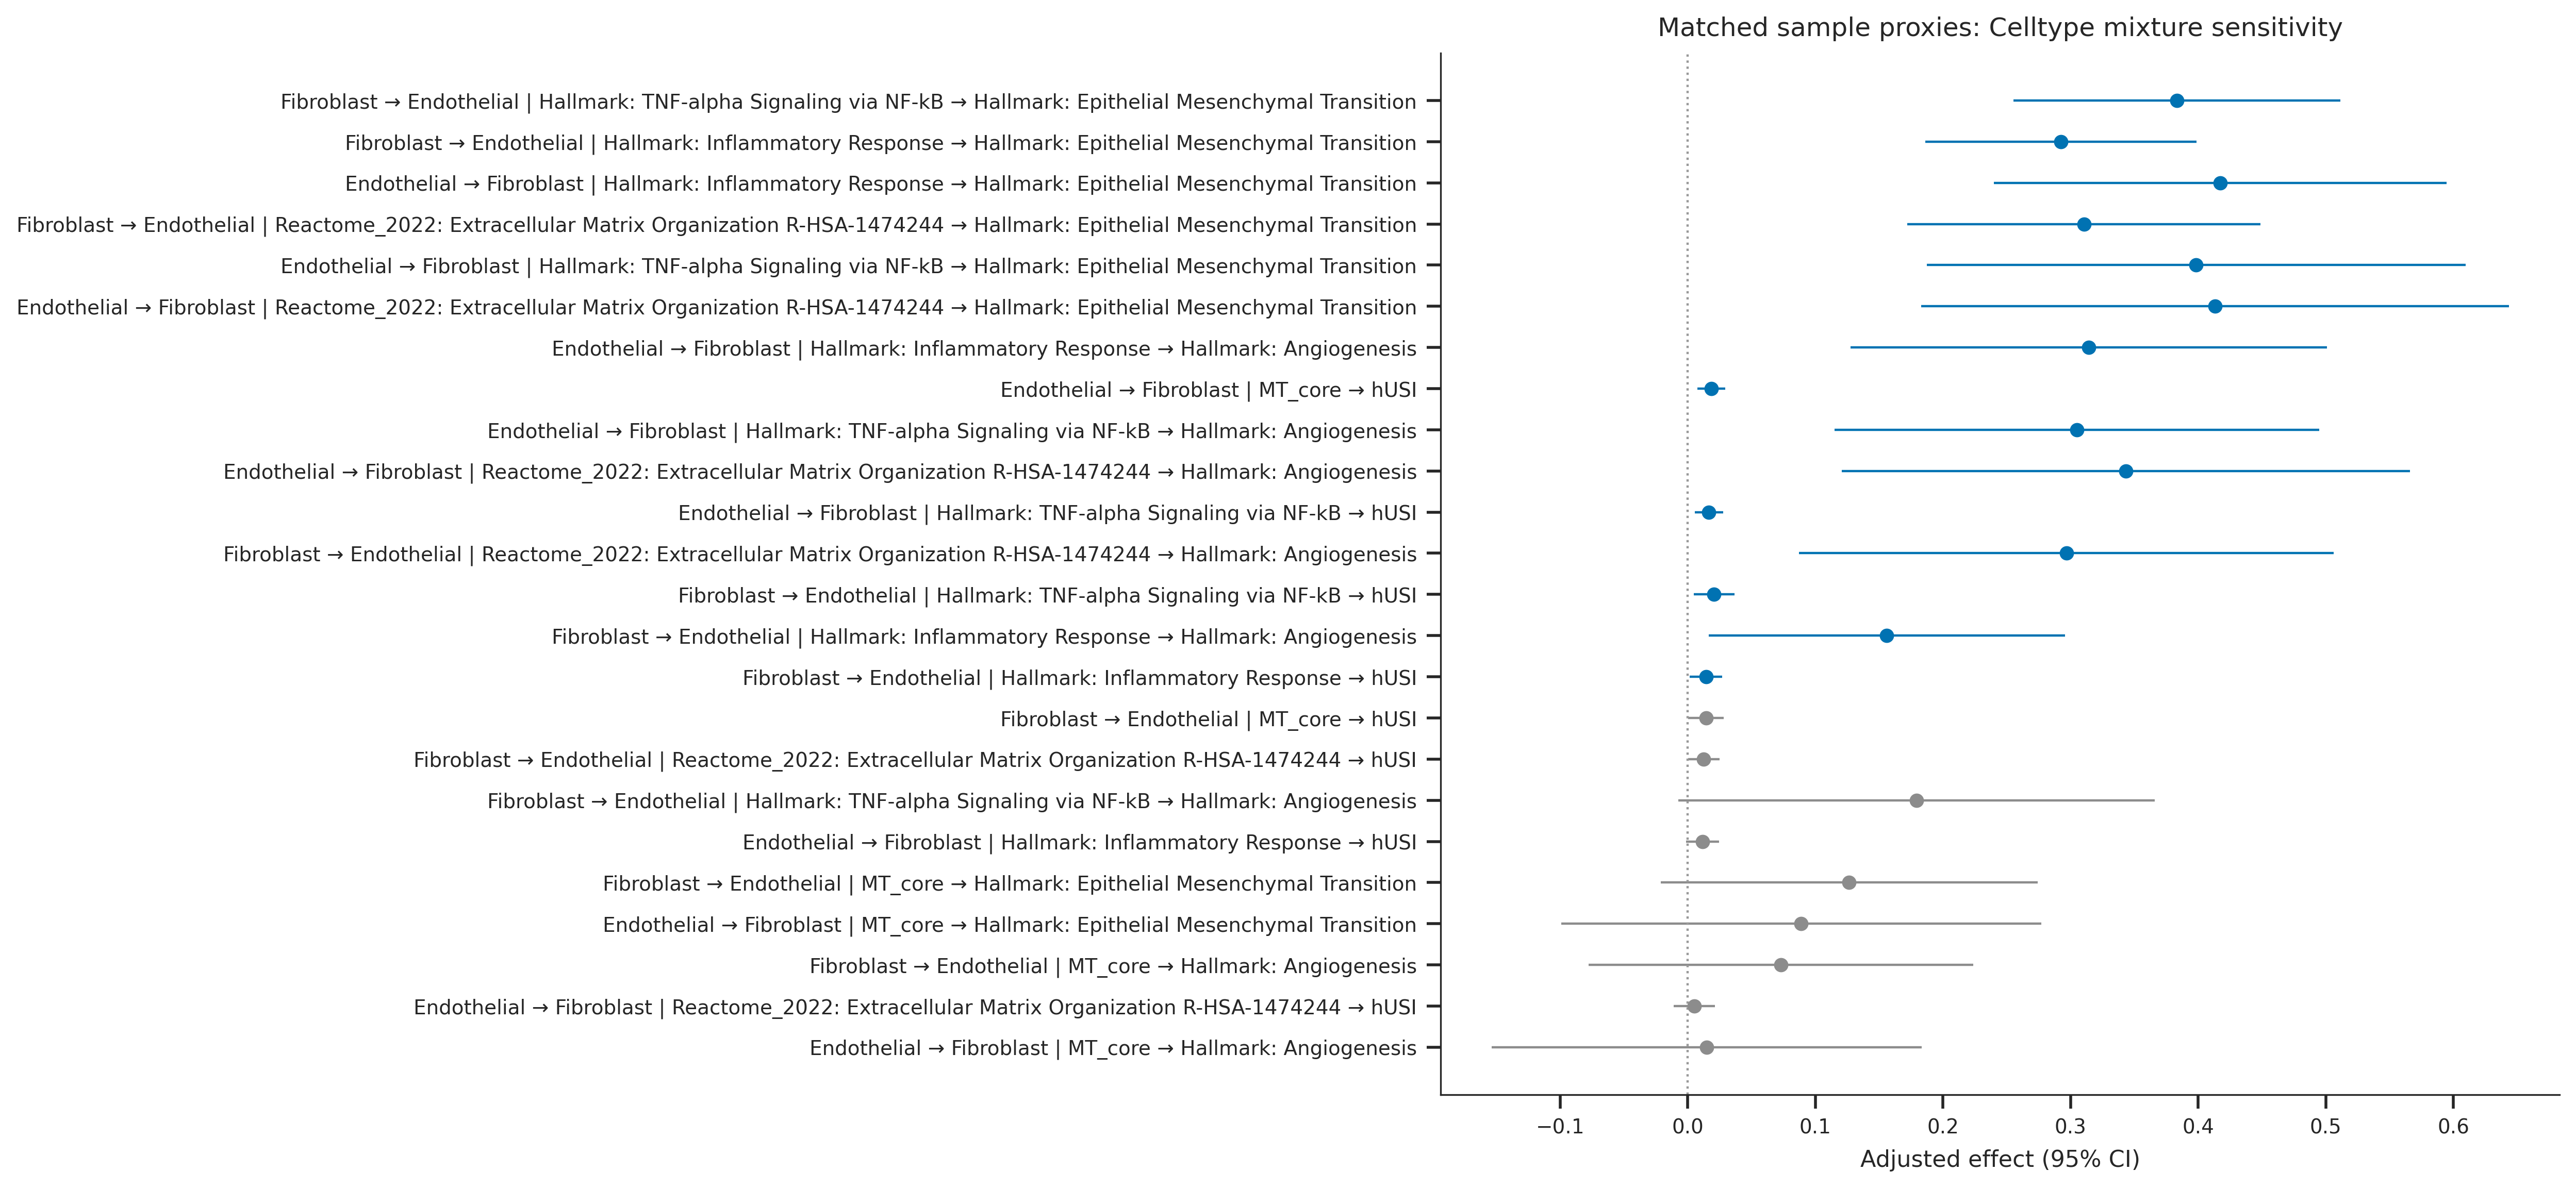 Matched sample proxies: Celltype mixture sensitivity
Fibroblast → Endothelial | Hallmark: TNF-alpha Signaling via NF-kB → Hallmark: Epithelial Mesenchymal Transition
Fibroblast → Endothelial | Hallmark: Inflammatory Response → Hallmark: Epithelial Mesenchymal Transition
Endothelial → Fibroblast | Hallmark: Inflammatory Response → Hallmark: Epithelial Mesenchymal Transition
Fibroblast → Endothelial | Reactome_2022: Extracellular Matrix Organization R-HSA-1474244 → Hallmark: Epithelial Mesenchymal Transition
Endothelial → Fibroblast | Hallmark: TNF-alpha Signaling via NF-kB → Hallmark: Epithelial Mesenchymal Transition
Endothelial → Fibroblast | Reactome_2022: Extracellular Matrix Organization R-HSA-1474244 → Hallmark: Epithelial Mesenchymal Transition
Endothelial → Fibroblast | Hallmark: Inflammatory Response → Hallmark: Angiogenesis
Endothelial → Fibroblast | MT_core → hUSI
Endothelial → Fibroblast | Hallmark: TNF-alpha Signaling via NF-kB → Hallmark: Angiogenesis
Endothelial → Fibroblast | Reactome_2022: Extracellular Matrix Organization R-HSA-1474244 → Hallmark: Angiogenesis
Endothelial → Fibroblast | Hallmark: TNF-alpha Signaling via NF-kB → hUSI
Fibroblast → Endothelial | Reactome_2022: Extracellular Matrix Organization R-HSA-1474244 → Hallmark: Angiogenesis
Fibroblast → Endothelial | Hallmark: TNF-alpha Signaling via NF-kB → hUSI
Fibroblast → Endothelial | Hallmark: Inflammatory Response → Hallmark: Angiogenesis
Fibroblast → Endothelial | Hallmark: Inflammatory Response → hUSI
Fibroblast → Endothelial | MT_core → hUSI
Fibroblast → Endothelial | Reactome_2022: Extracellular Matrix Organization R-HSA-1474244 → hUSI
Fibroblast → Endothelial | Hallmark: TNF-alpha Signaling via NF-kB → Hallmark: Angiogenesis
Endothelial → Fibroblast | Hallmark: Inflammatory Response → hUSI
Fibroblast → Endothelial | MT_core → Hallmark: Epithelial Mesenchymal Transition
Endothelial → Fibroblast | MT_core → Hallmark: Epithelial Mesenchymal Transition
Fibroblast → Endothelial | MT_core → Hallmark: Angiogenesis
Endothelial → Fibroblast | Reactome_2022: Extracellular Matrix Organization R-HSA-1474244 → hUSI
Endothelial → Fibroblast | MT_core → Hallmark: Angiogenesis
−0.1 0.0 0.1 0.2 0.3 0.4 0.5 0.6
Adjusted effect (95% CI)